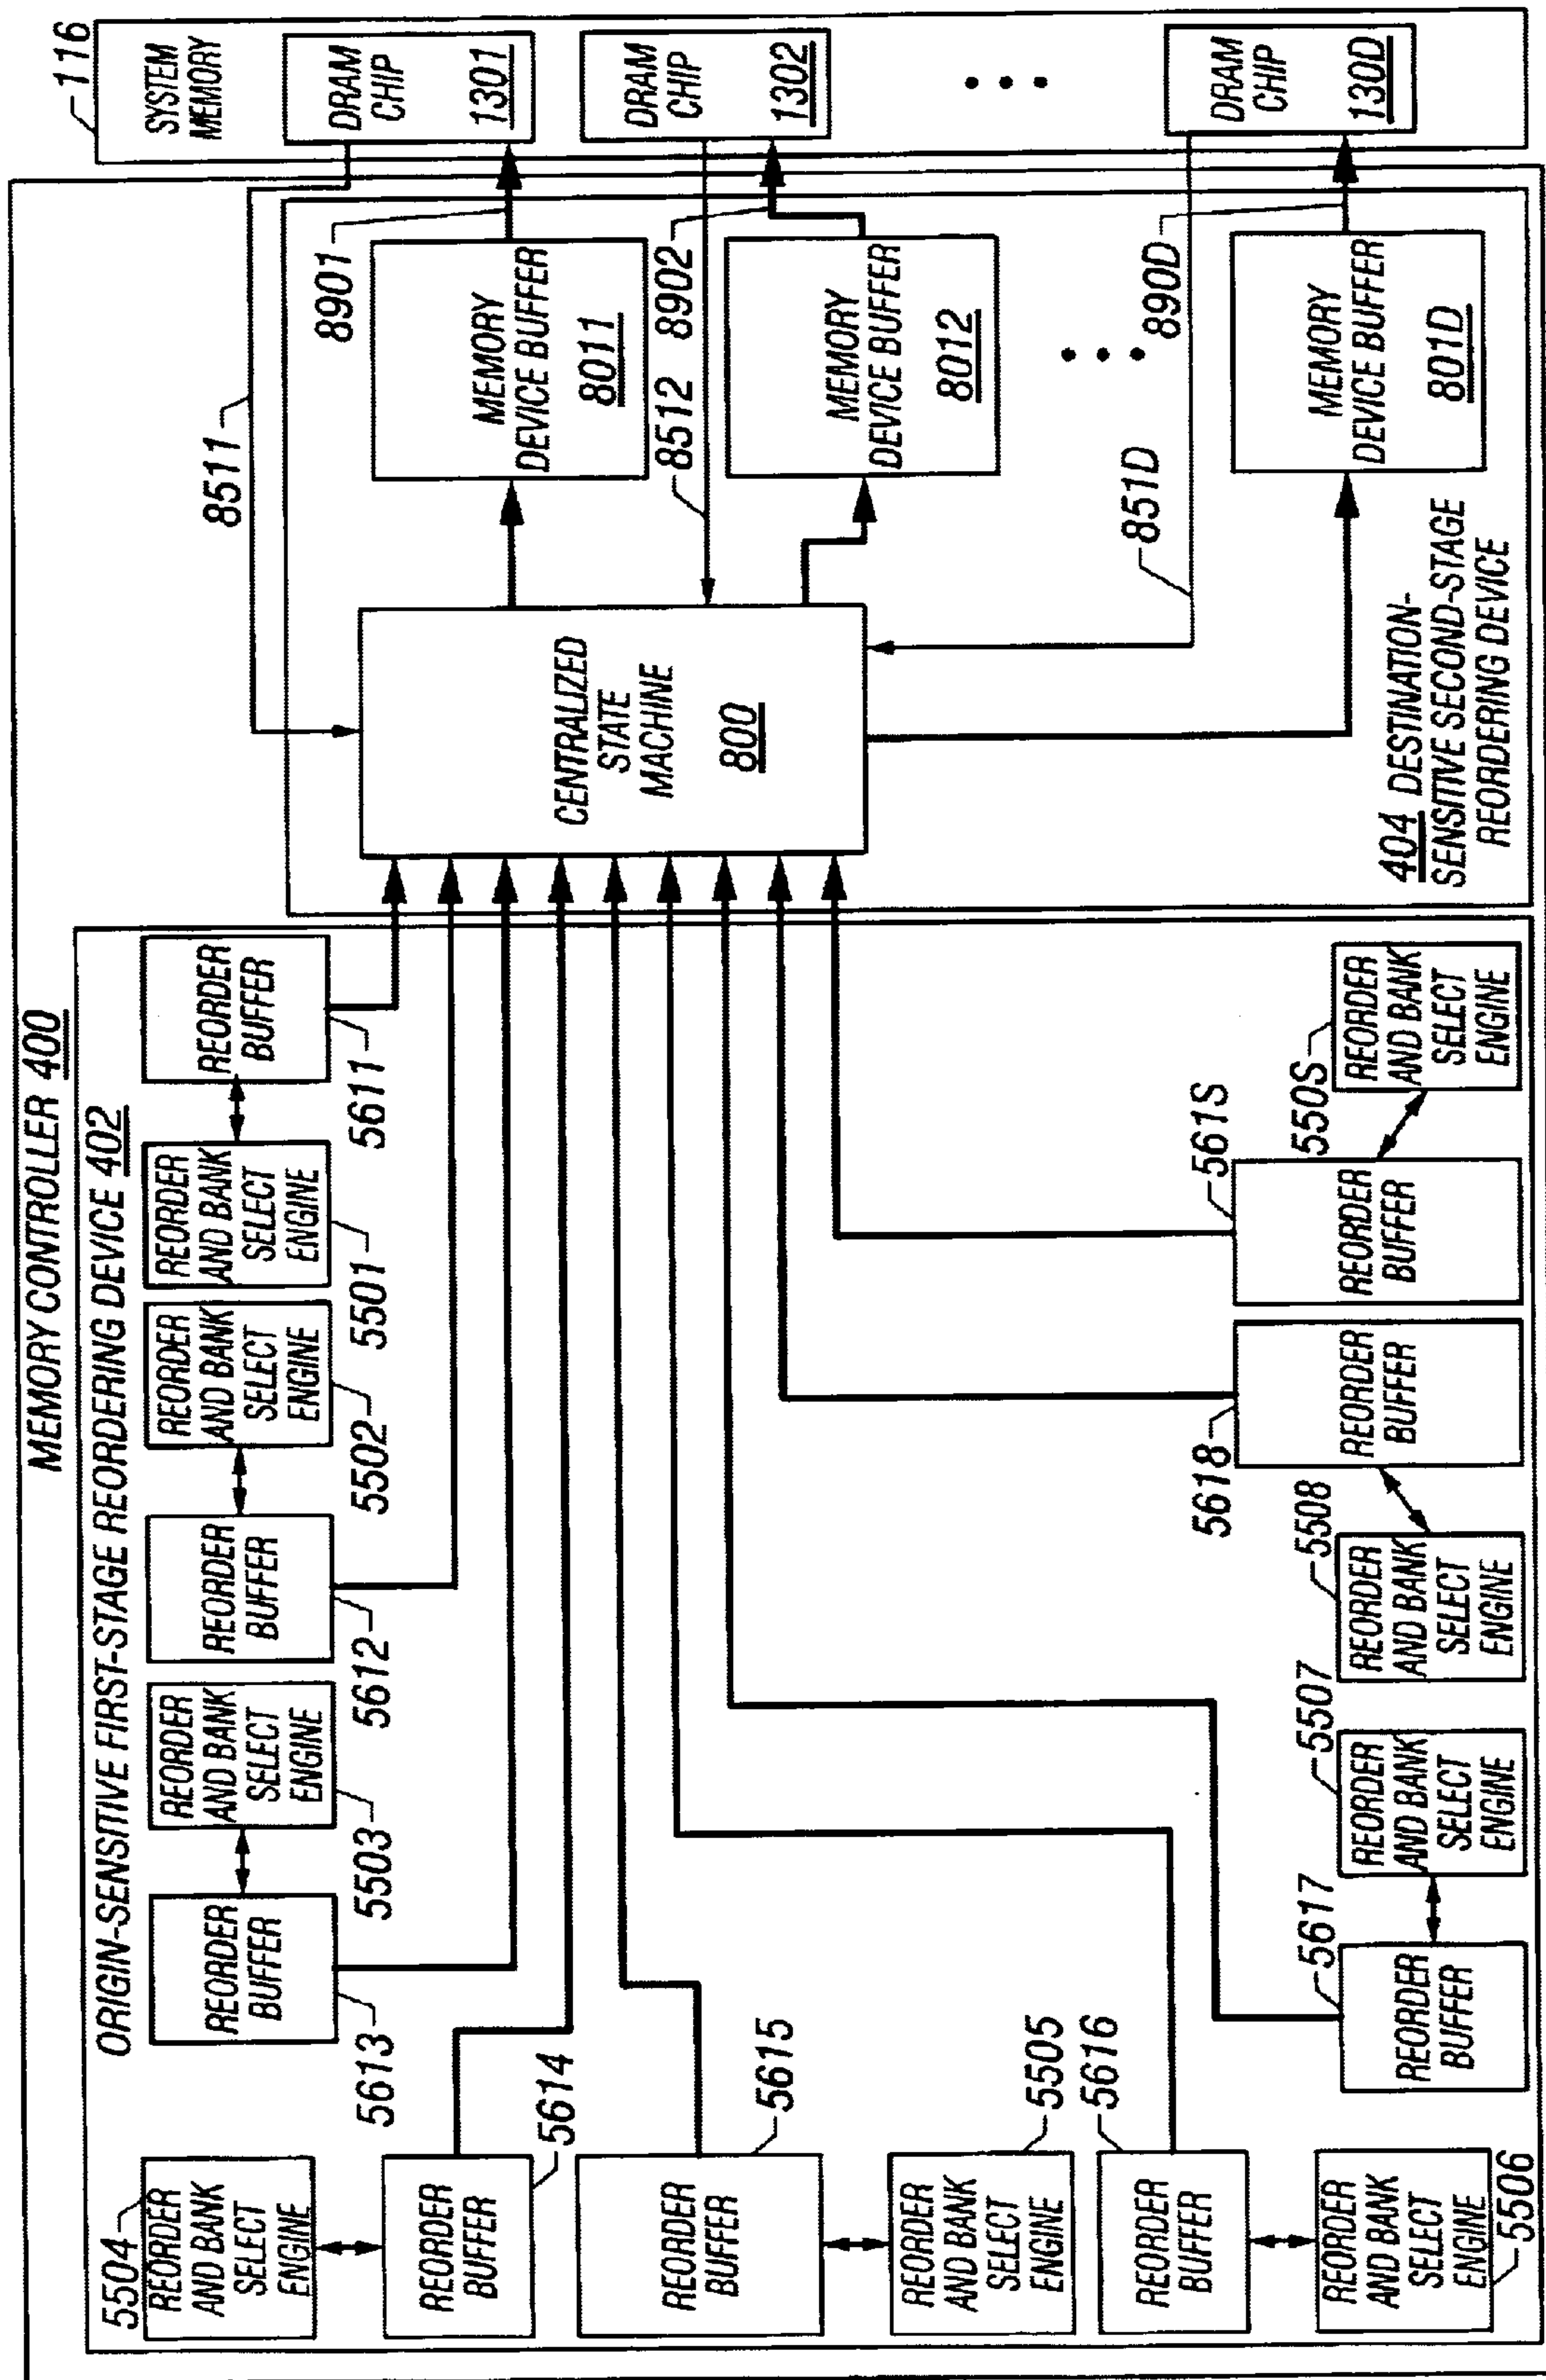 MEMORY CONTROLLER 400
ORIGIN-SENSITIVE FIRST-STAGE REORDERING DEVICE 402
5504
REORDER
AND BANK
SELECT
ENGINE
REORDER
BUFFER
5614
REORDER
BUFFER
5615
REORDER
AND BANK
SELECT
ENGINE
5505
REORDER
BUFFER
5616
REORDER
AND BANK
SELECT
ENGINE
5506
REORDER
BUFFER
5613
REORDER
AND BANK
SELECT
ENGINE
5503
REORDER
BUFFER
5612
REORDER
AND BANK
SELECT
ENGINE
5502
REORDER
AND BANK
SELECT
ENGINE
5501
REORDER
BUFFER
5611
5617
REORDER
BUFFER
5507
REORDER
AND BANK
SELECT
ENGINE
5508
REORDER
AND BANK
SELECT
ENGINE
5618
REORDER
BUFFER
561S
REORDER
BUFFER
550S
REORDER
AND BANK
SELECT
ENGINE
CENTRALIZED
STATE
MACHINE
800
404 DESTINATION-
SENSITIVE SECOND-STAGE
REORDERING DEVICE
8511
8901
MEMORY
DEVICE BUFFER
8011
8512
8902
MEMORY
DEVICE BUFFER
8012
851D
890D
MEMORY
DEVICE BUFFER
801D
116
SYSTEM
MEMORY
DRAM
CHIP
1301
DRAM
CHIP
1302
DRAM
CHIP
130D